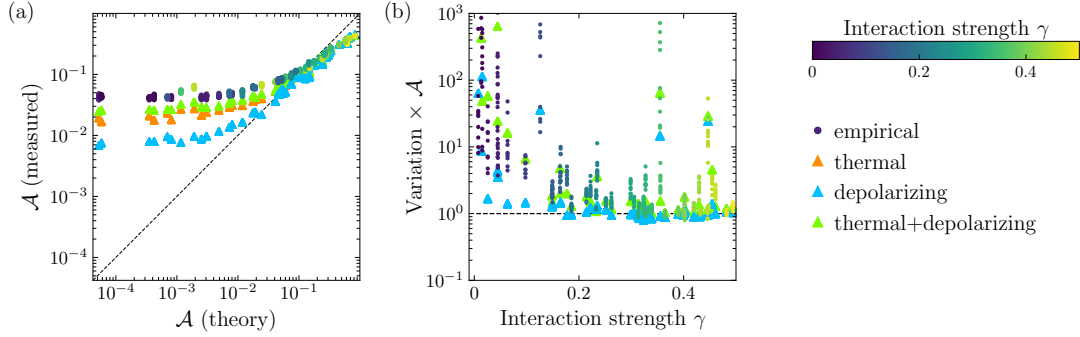 (a)
𝒜 (measured)
10⁻¹
10⁻²
10⁻³
10⁻⁴
10⁻⁴ 10⁻³ 10⁻² 10⁻¹
𝒜 (theory)
(b)
Variation × 𝒜
10³
10²
10¹
10⁰
10⁻¹
0 0.2 0.4
Interaction strength γ
Interaction strength γ
0 0.2 0.4
empirical
thermal
depolarizing
thermal+depolarizing